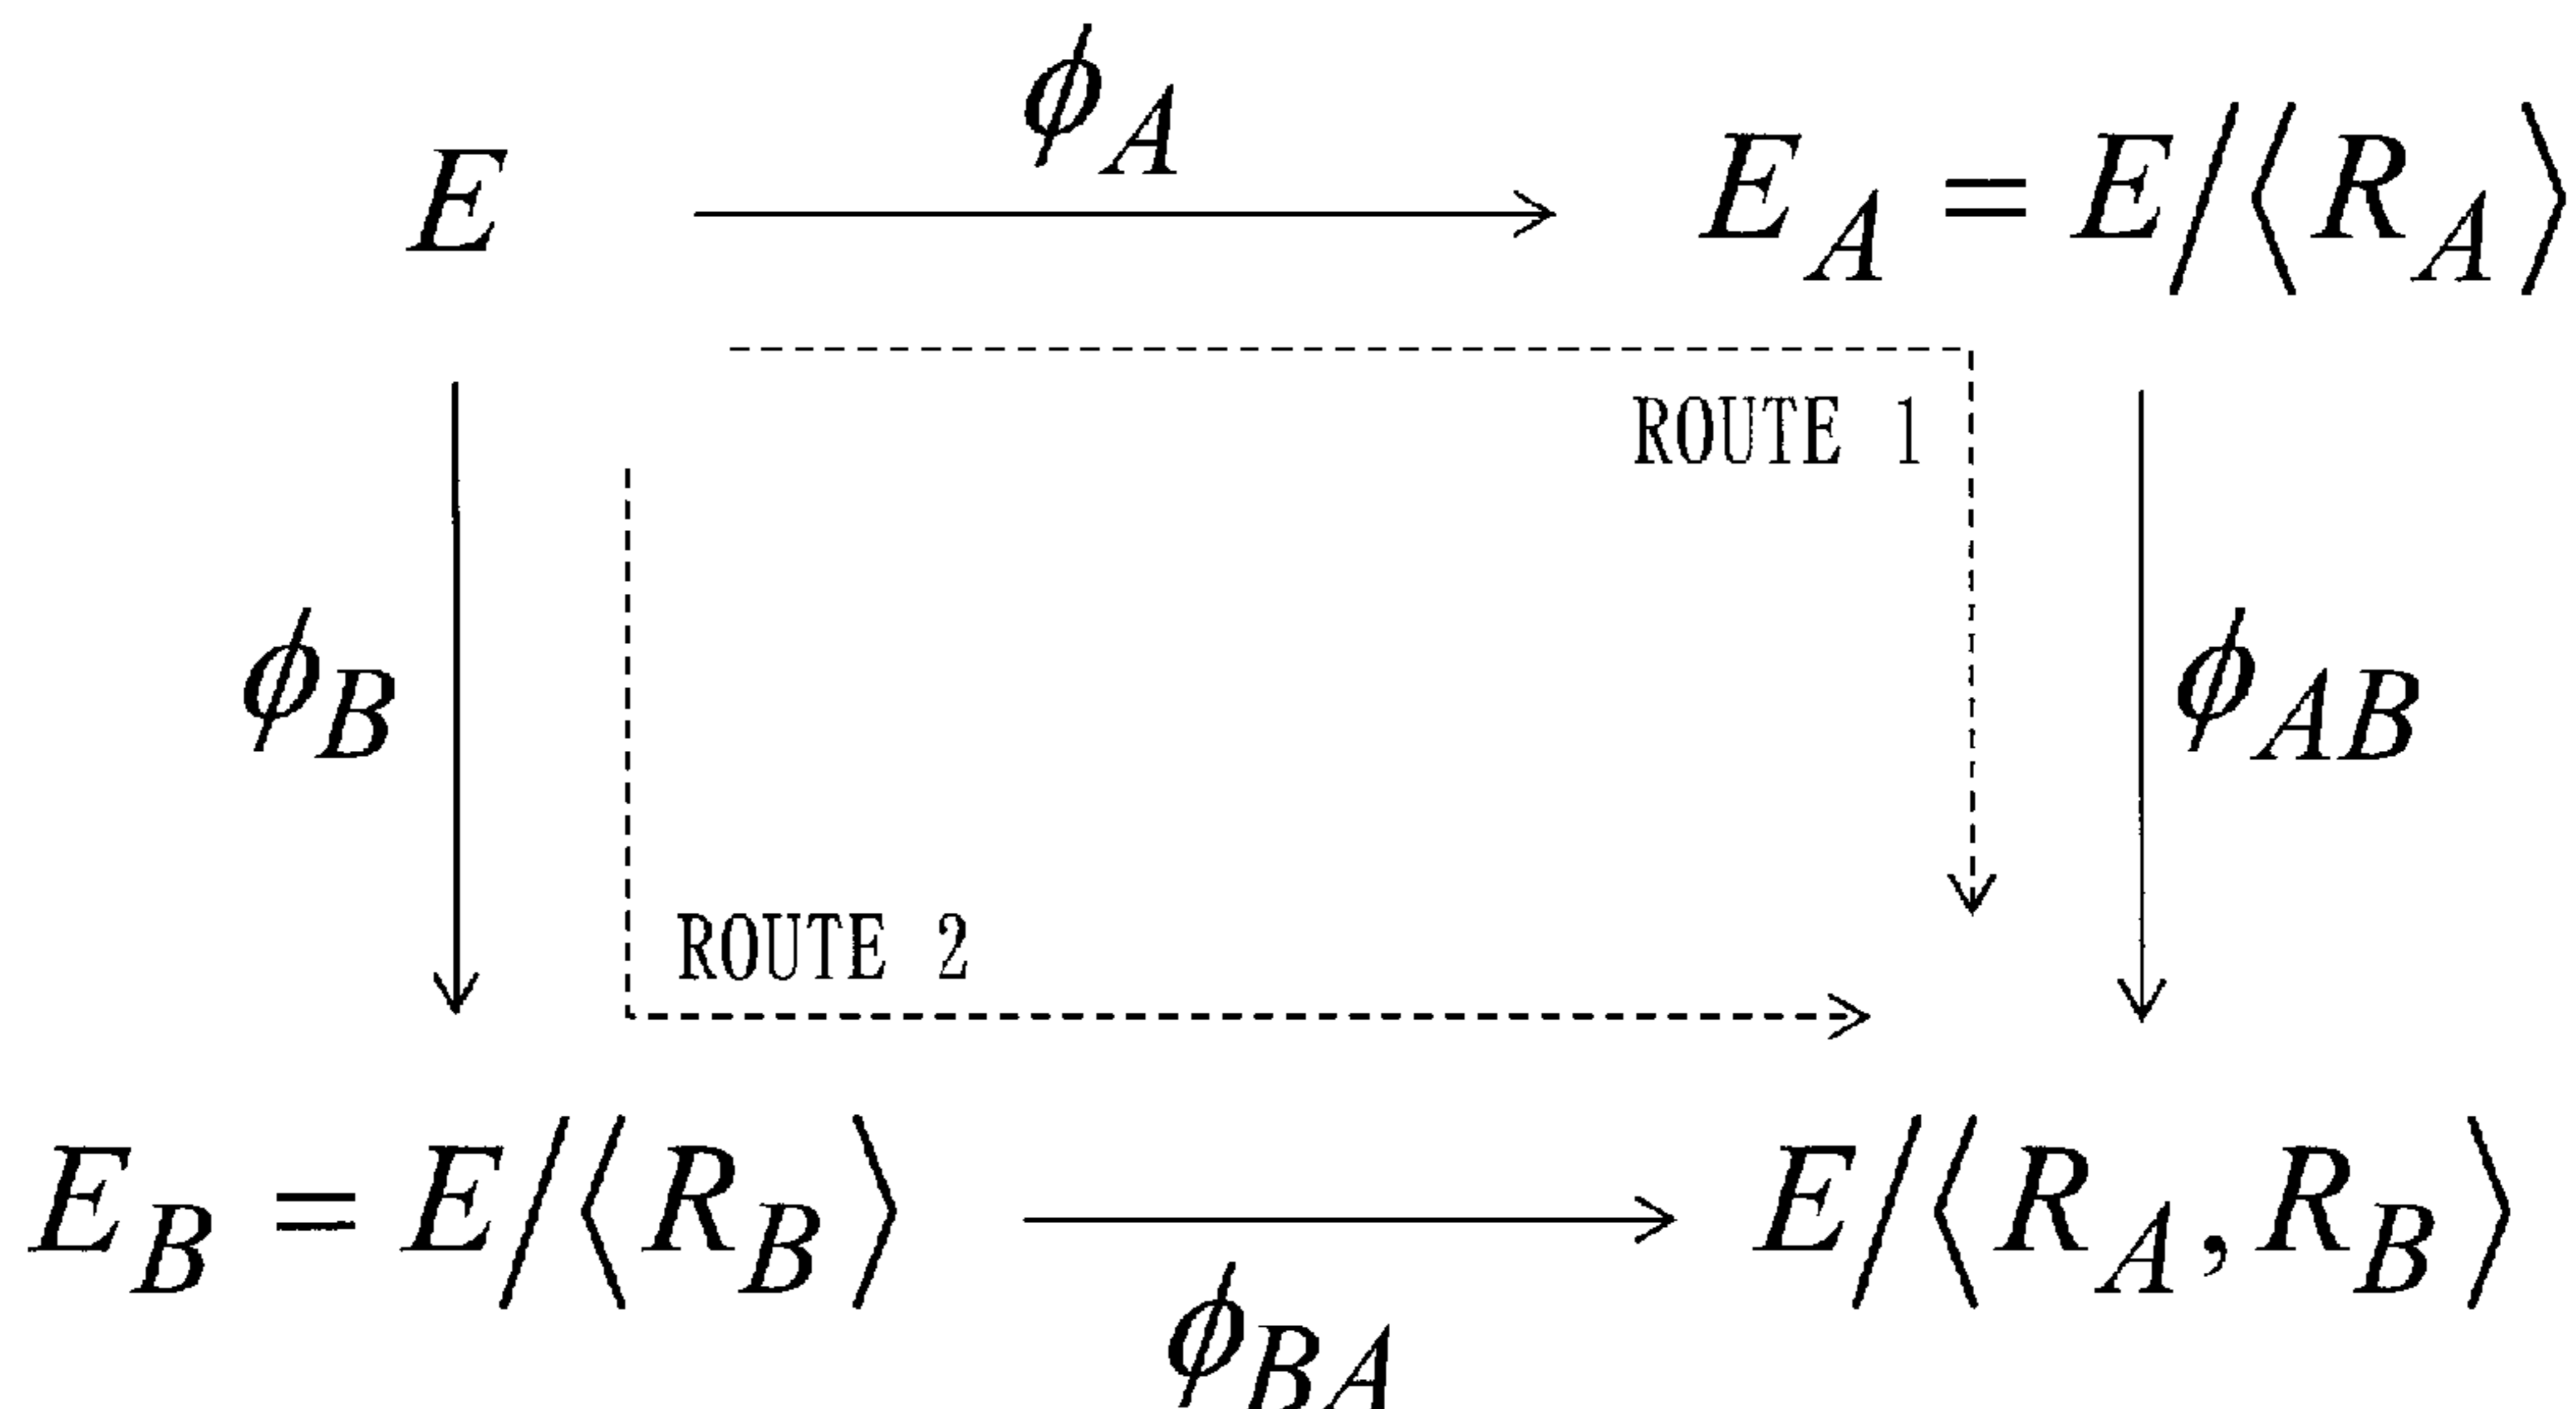 ϕ_A
E
E_A = E/⟨R_A⟩
ROUTE 1
ϕ_B
ϕ_AB
ROUTE 2
E_B = E/⟨R_B⟩
E/⟨R_A, R_B⟩
ϕ_BA